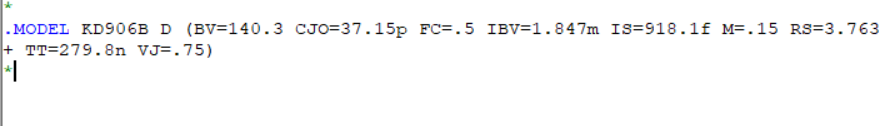 *
.MODEL KD906B D (BV=140.3 CJO=37.15p FC=.5 IBV=1.847m IS=918.1f M=.15 RS=3.763
+ TT=279.8n VJ=.75)
*